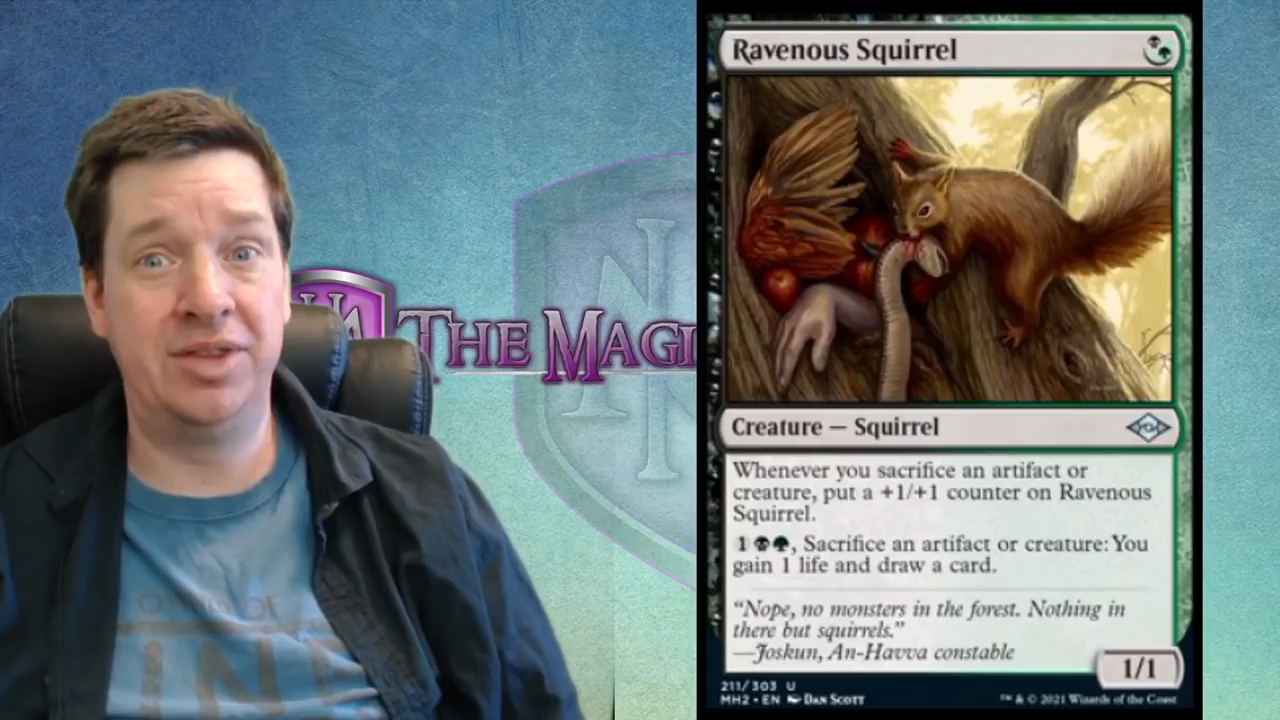 THE MAGI
Ravenous Squirrel
Creature — Squirrel
Whenever you sacrifice an artifact or
creature, put a +1/+1 counter on Ravenous
Squirrel.
1, Sacrifice an artifact or creature: You
gain 1 life and draw a card.
“Nope, no monsters in the forest. Nothing in
there but squirrels.”
—Joskun, An-Havva constable
1/1
211/303 U
MH2 • EN DAN SCOTT
™ & © 2021 Wizards of the Coast